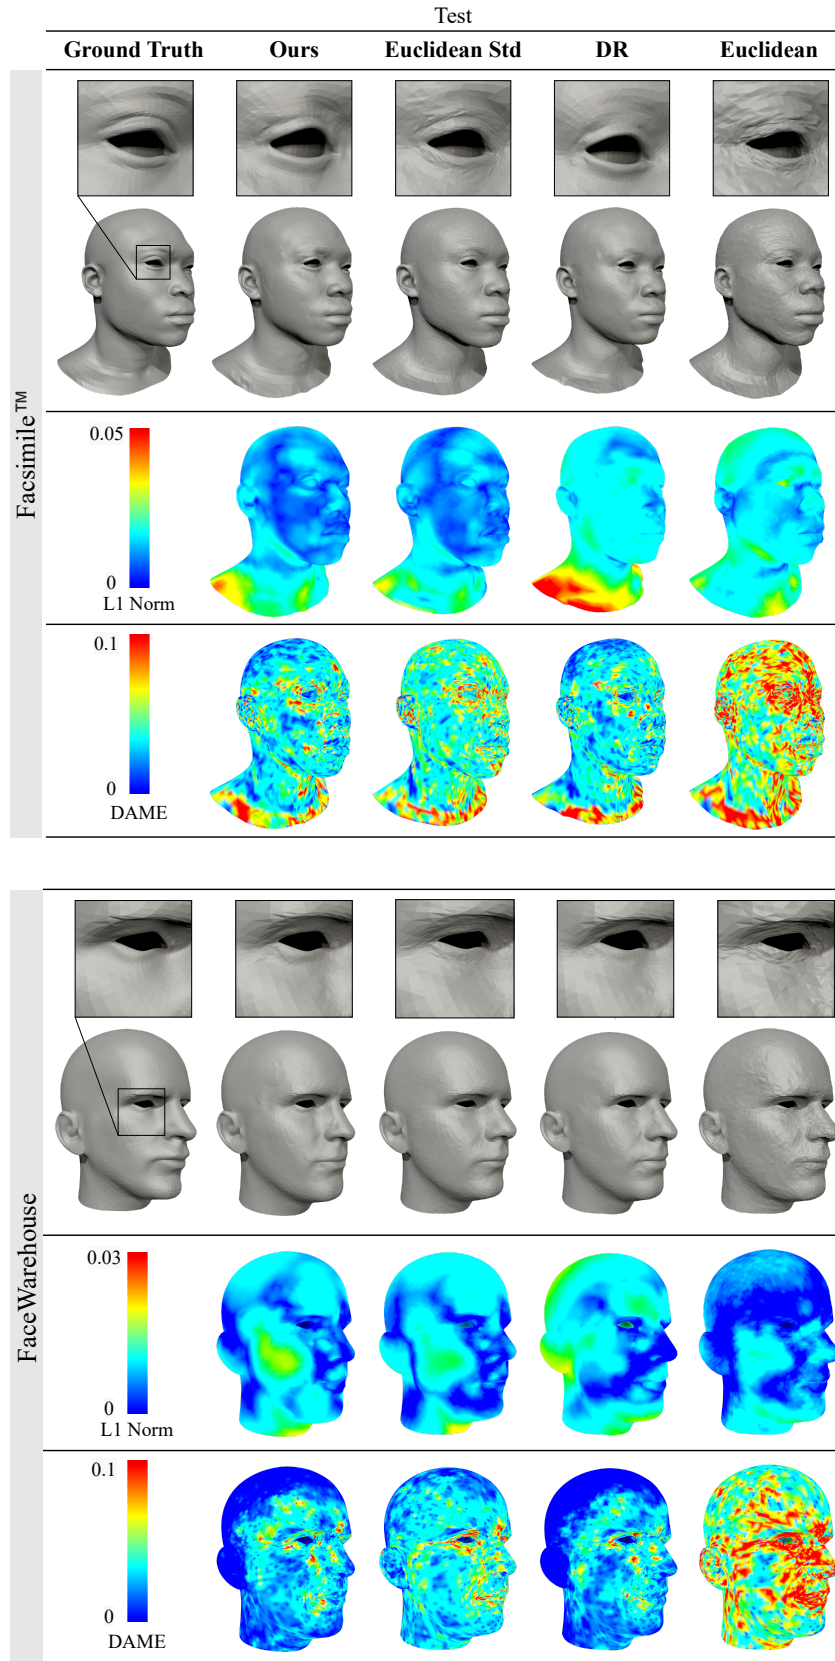 Test
Ground Truth Ours Euclidean Std DR Euclidean
Facsimile™
0.05
0
L1 Norm
0.1
0
DAME
FaceWarehouse
0.03
0
L1 Norm
0.1
0
DAME